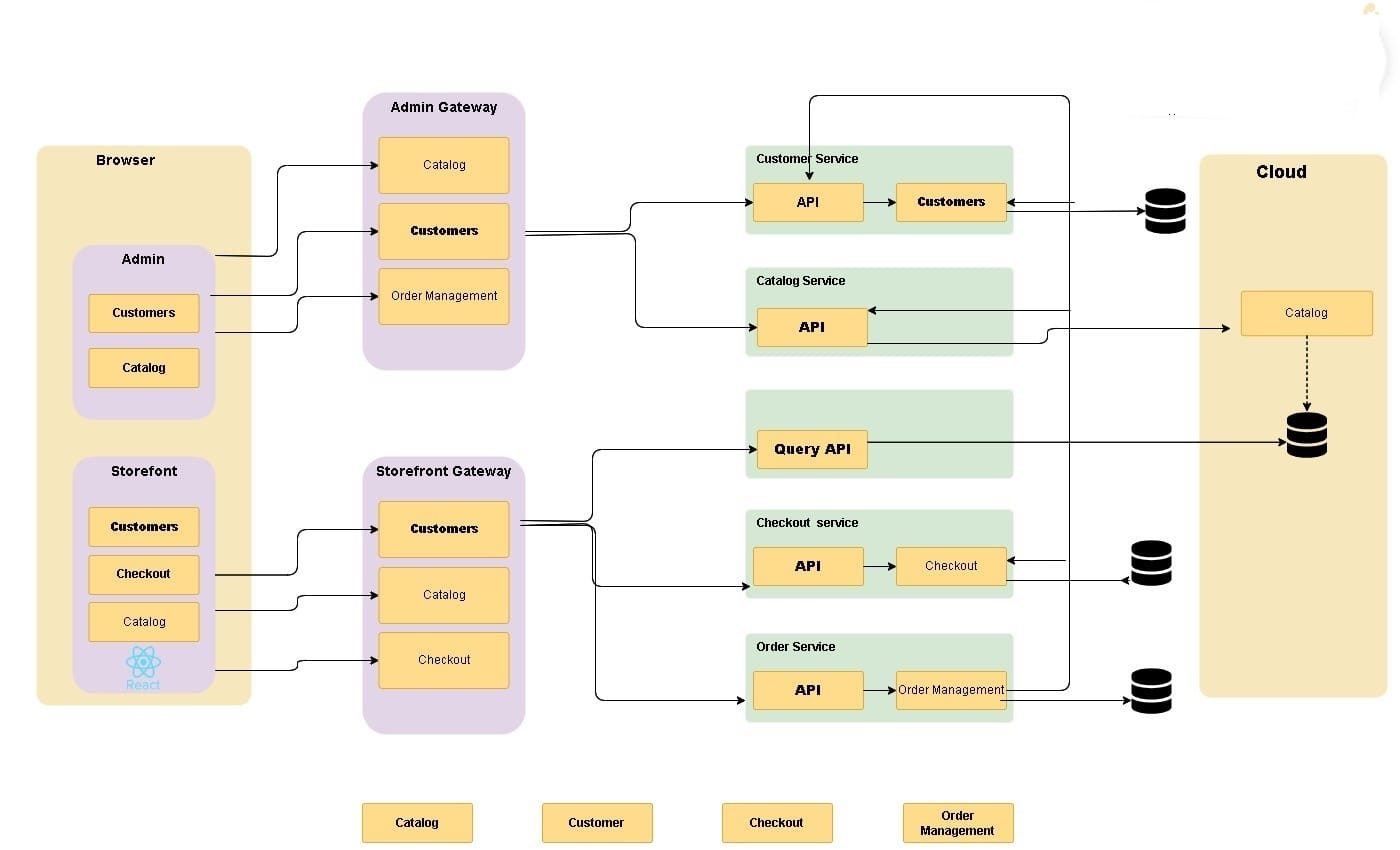 Browser
Admin
Customers
Catalog
Storefont
Customers
Checkout
Catalog
React
Admin Gateway
Catalog
Customers
Order Management
Storefront Gateway
Customers
Catalog
Checkout
Customer Service
API
Customers
Catalog Service
API
Query API
Checkout service
API
Checkout
Order Service
API
Order Management
Cloud
Catalog
Catalog
Customer
Checkout
Order
Management